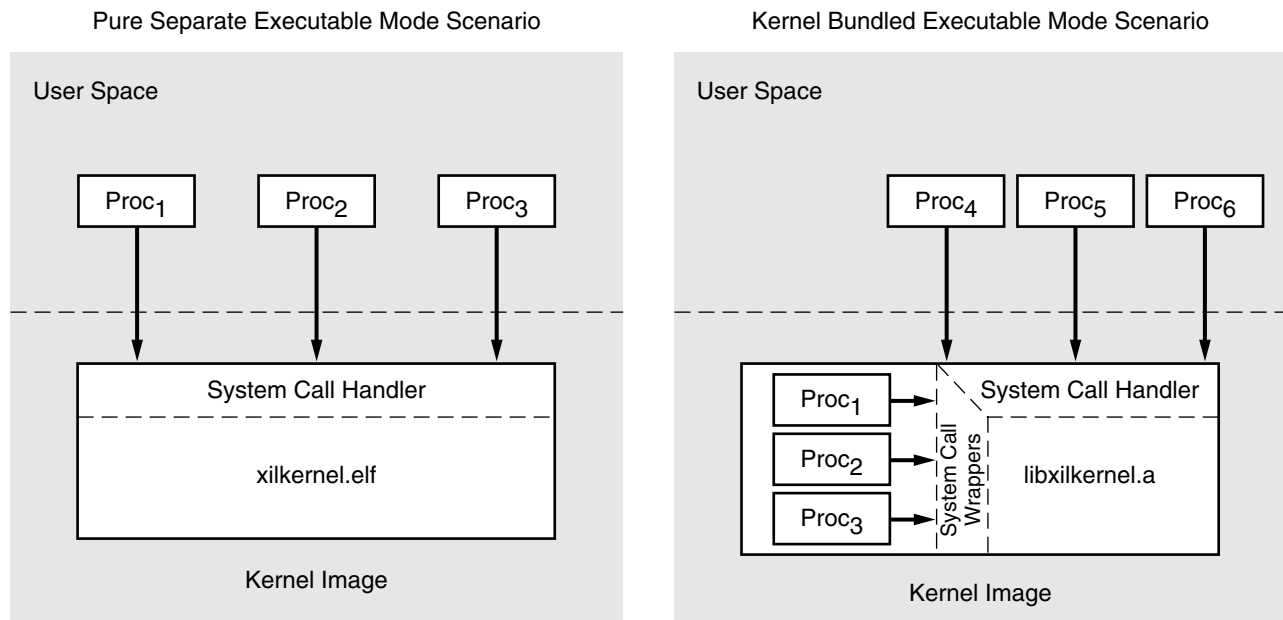 Pure Separate Executable Mode Scenario
User Space
Proc1
Proc2
Proc3
System Call Handler
xilkernel.elf
Kernel Image
Kernel Bundled Executable Mode Scenario
User Space
Proc4
Proc5
Proc6
Proc1
Proc2
Proc3
System Call
Wrappers
System Call Handler
libxilkernel.a
Kernel Image